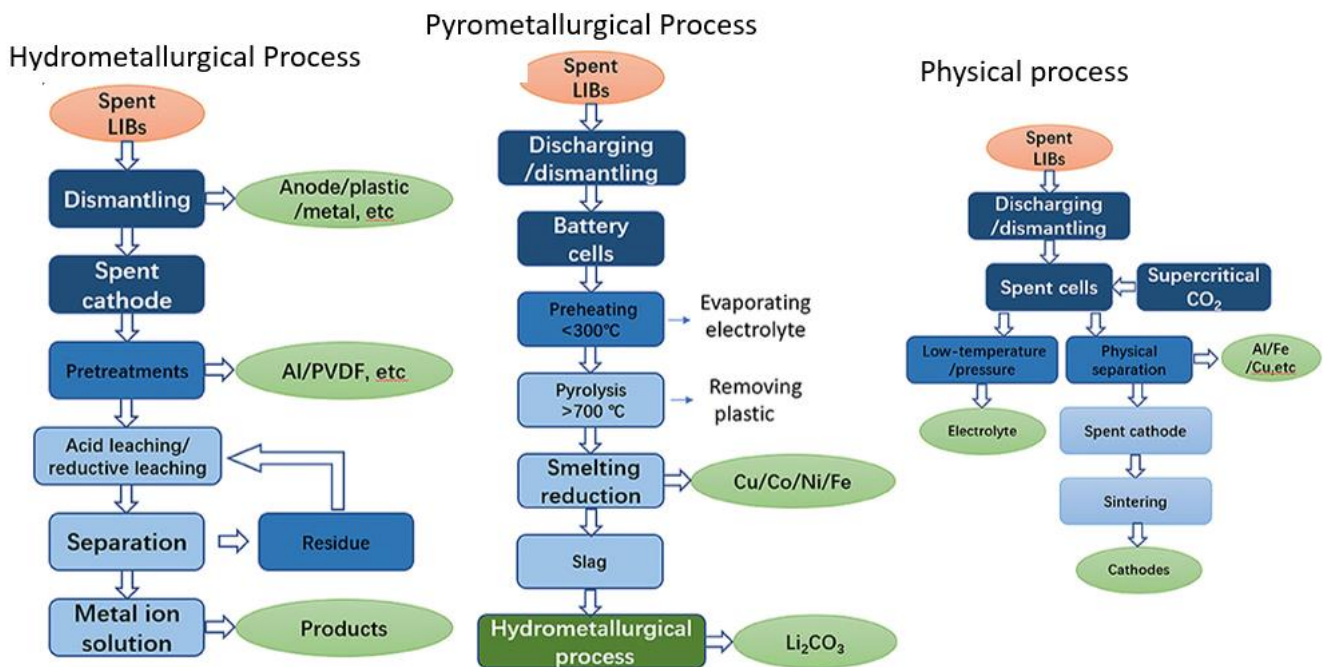 Hydrometallurgical Process
Spent
LIBs
Dismantling
Anode/plastic
/metal, etc
Spent
cathode
Pretreatments
Al/PVDF, etc
Acid leaching/
reductive leaching
Separation
Residue
Metal ion
solution
Products
Pyrometallurgical Process
Spent
LIBs
Discharging
/dismantling
Battery
cells
Preheating
<300℃
Evaporating
electrolyte
Pyrolysis
>700 ℃
Removing
plastic
Smelting
reduction
Cu/Co/Ni/Fe
Slag
Hydrometallurgical
process
Li₂CO₃
Physical process
Spent
LIBs
Discharging
/dismantling
Spent cells
Supercritical
CO₂
Low-temperature
/pressure
Physical
separation
Al/Fe
/Cu,etc
Electrolyte
Spent cathode
Sintering
Cathodes